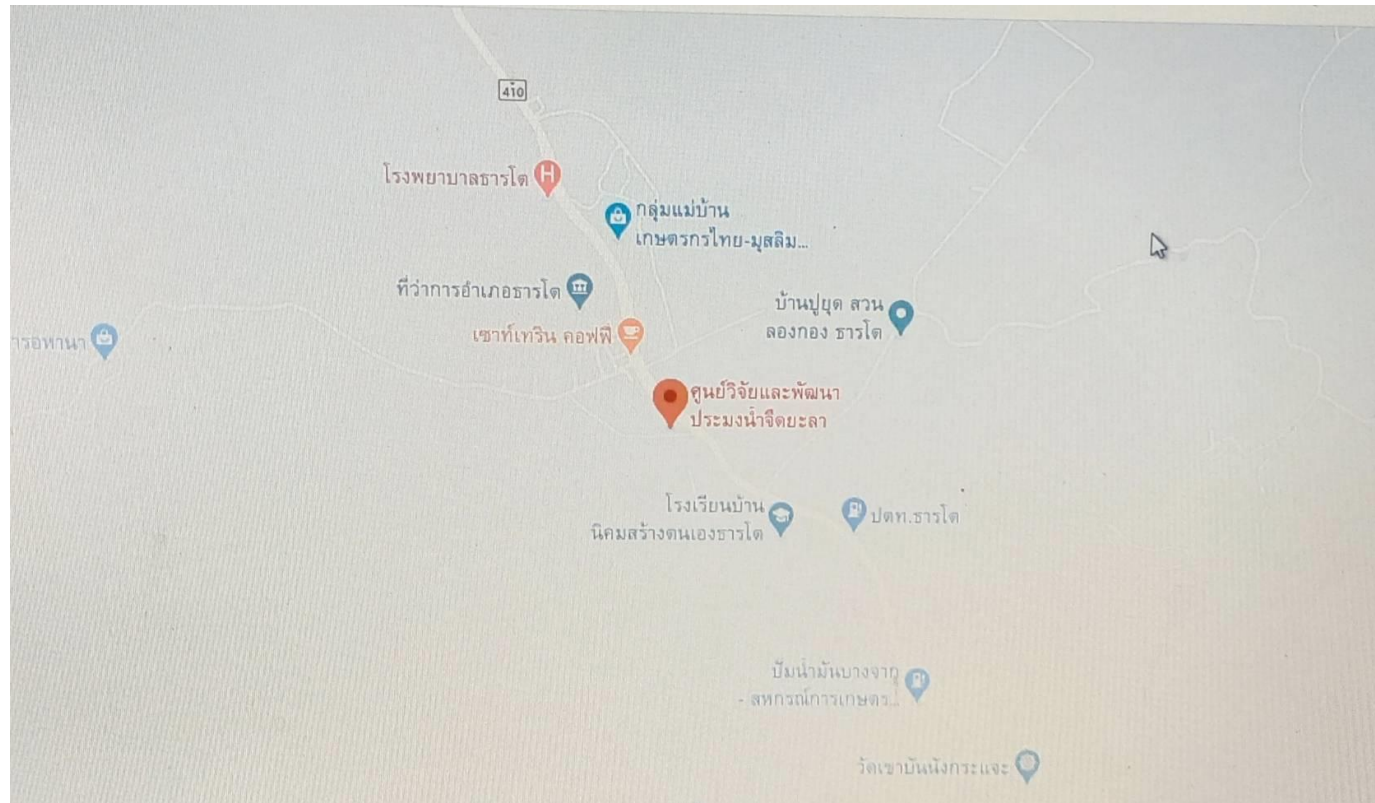 410
โรงพยาบาลธารโต
กลุ่มแม่บ้าน
เกษตรกรไทย-มุสลิม...
ที่ว่าการอำเภอธารโต
บ้านปูยุด สวน
ลองกอง ธารโต
เซาท์เทริน คอฟฟี่
ารอหานา
ศูนย์วิจัยและพัฒนา
ประมงน้ำจืดยะลา
โรงเรียนบ้าน
นิคมสร้างตนเองธารโต
ปตท.ธารโต
ปั๊มน้ำมันบางจาก
- สหกรณ์การเกษตร...
วัดเขาบันนังกระแจะ